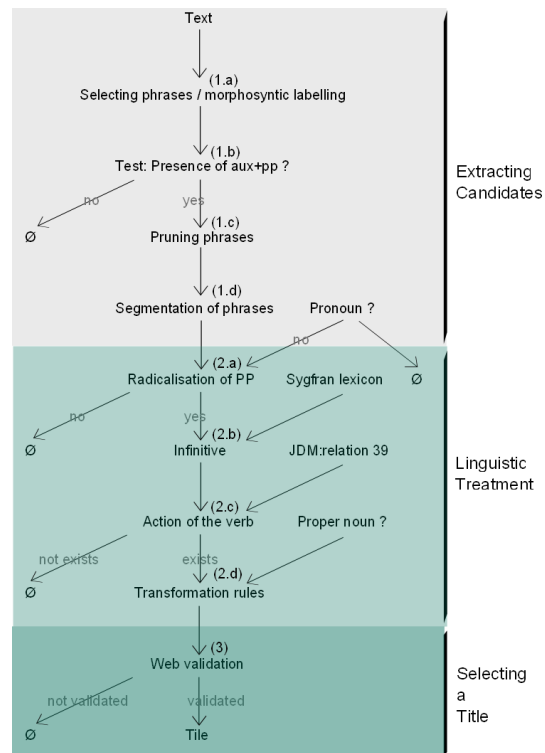 Text
(1.a)
Selecting phrases / morphosyntic labelling
(1.b)
Test: Presence of aux+pp ?
no
yes
Ø
(1.c)
Pruning phrases
Extracting
Candidates
(1.d)
Segmentation of phrases
Pronoun ?
no
(2.a)
Radicalisation of PP
Sygfran lexicon
Ø
no
yes
(2.b)
Ø
Infinitive
JDM:relation 39
Linguistic
Treatment
(2.c)
Action of the verb
Proper noun ?
not exists
exists
(2.d)
Ø
Transformation rules
(3)
Web validation
not validated
validated
Ø
Tile
Selecting
a
Title